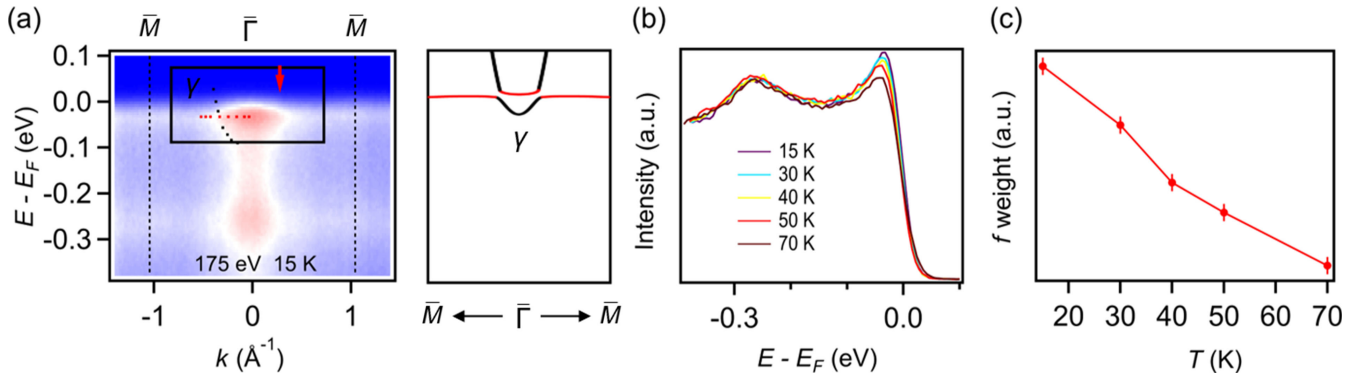 (a)
M̄ Γ̄ M̄
0.1
0.0
-0.1
-0.2
-0.3
E - E_F (eV)
γ
175 eV 15 K
-1 0 1
k (Å⁻¹)
γ
M̄ ← Γ̄ → M̄
(b)
Intensity (a.u.)
15 K
30 K
40 K
50 K
70 K
-0.3 0.0
E - E_F (eV)
(c)
f weight (a.u.)
20 30 40 50 60 70
T (K)